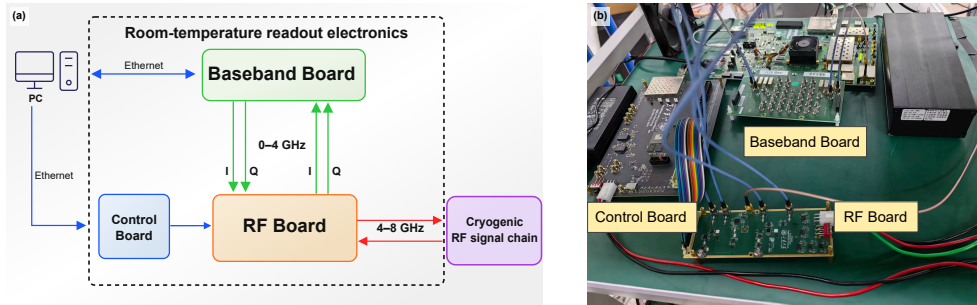 (a)
Room-temperature readout electronics
Ethernet
Baseband Board
PC
0–4 GHz
I
Q
I
Q
Ethernet
Control
Board
RF Board
4–8 GHz
Cryogenic
RF signal chain
(b)
Baseband Board
Control Board
RF Board